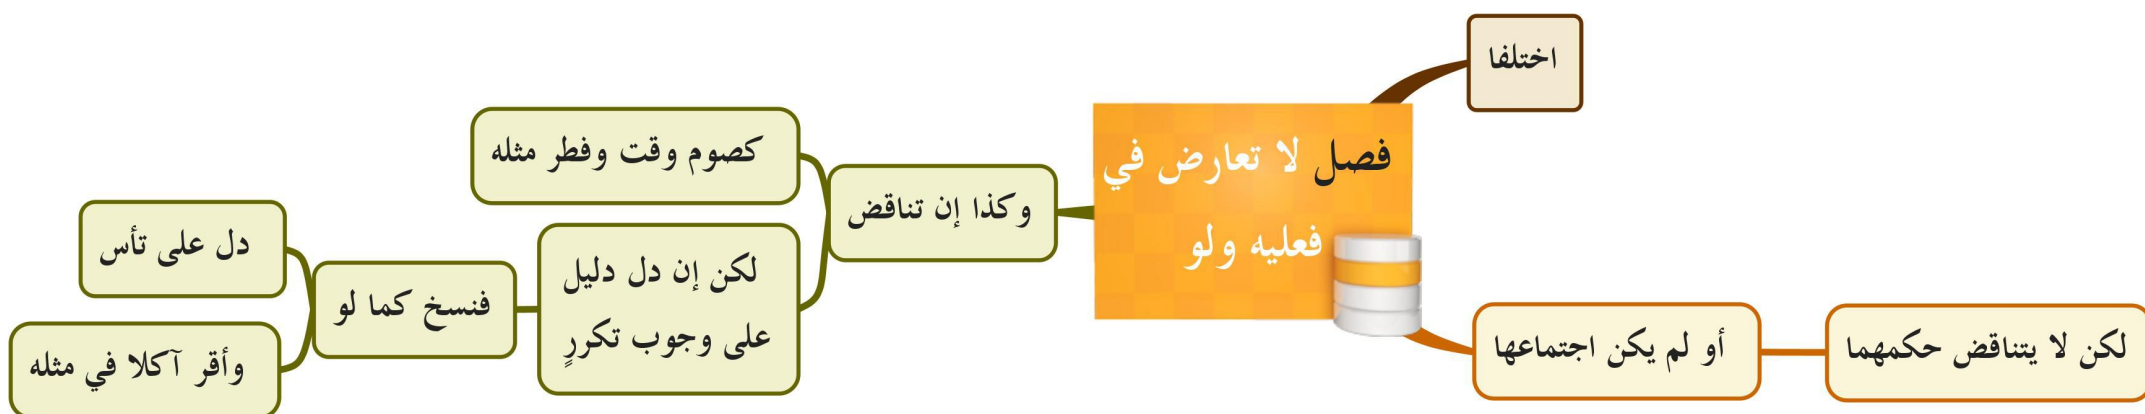 فصل لا تعارض في
فعليه ولو
اختلفا
أو لم يكن اجتماعها
لكن لا يتناقض حكمهما
وكذا إن تناقض
كصوم وقت وفطر مثله
لكن إن دل دليل
على وجوب تكررٍ
فنسخ كما لو
دل على تأس
وأقر آكلا في مثله